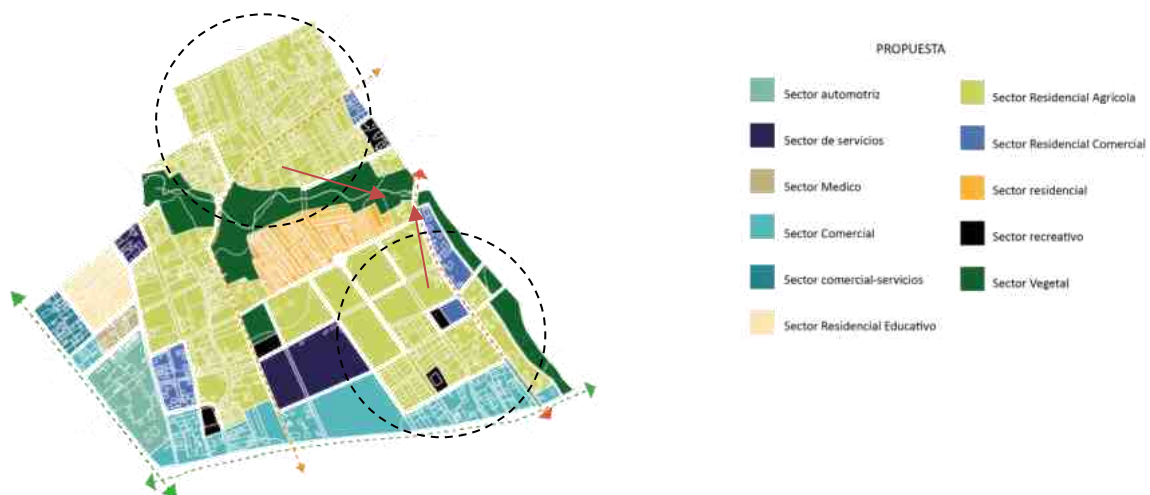 PROPUESTA
Sector automotriz
Sector de servicios
Sector Medico
Sector Comercial
Sector comercial-servicios
Sector Residencial Educativo
Sector Residencial Agrícola
Sector Residencial Comercial
Sector residencial
Sector recreativo
Sector Vegetal